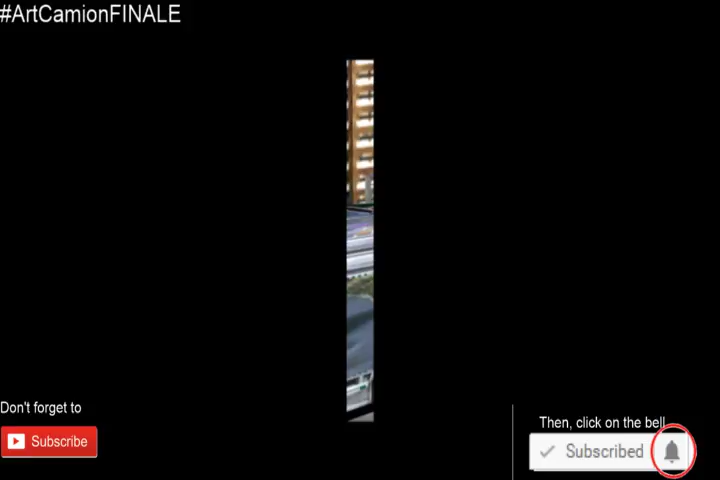 #ArtCamionFINALE
Don't forget to
Subscribe
Then, click on the bell
Subscribed